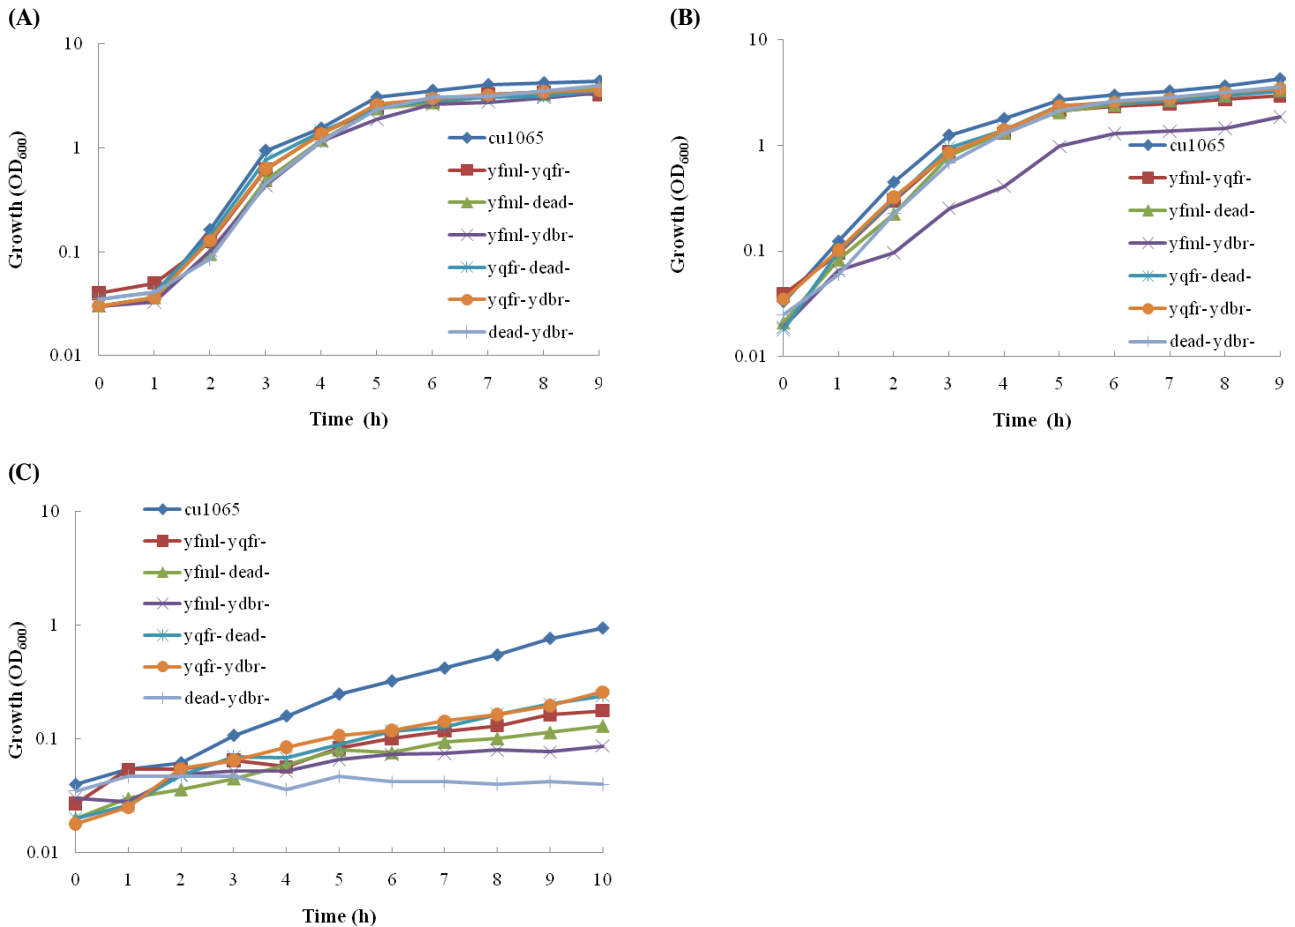 (A)
10
1
0.1
0.01
Growth (OD600)
0 1 2 3 4 5 6 7 8 9
Time (h)
cu1065
yfml-yqfr-
yfml-dead-
yfml-ydbr-
yqfr-dead-
yqfr-ydbr-
dead-ydbr-
(B)
10
1
0.1
0.01
Growth (OD600)
0 1 2 3 4 5 6 7 8 9
Time (h)
cu1065
yfml-yqfr-
yfml-dead-
yfml-ydbr-
yqfr-dead-
yqfr-ydbr-
dead-ydbr-
(C)
10
1
0.1
0.01
Growth (OD600)
0 1 2 3 4 5 6 7 8 9 10
Time (h)
cu1065
yfml-yqfr-
yfml-dead-
yfml-ydbr-
yqfr-dead-
yqfr-ydbr-
dead-ydbr-